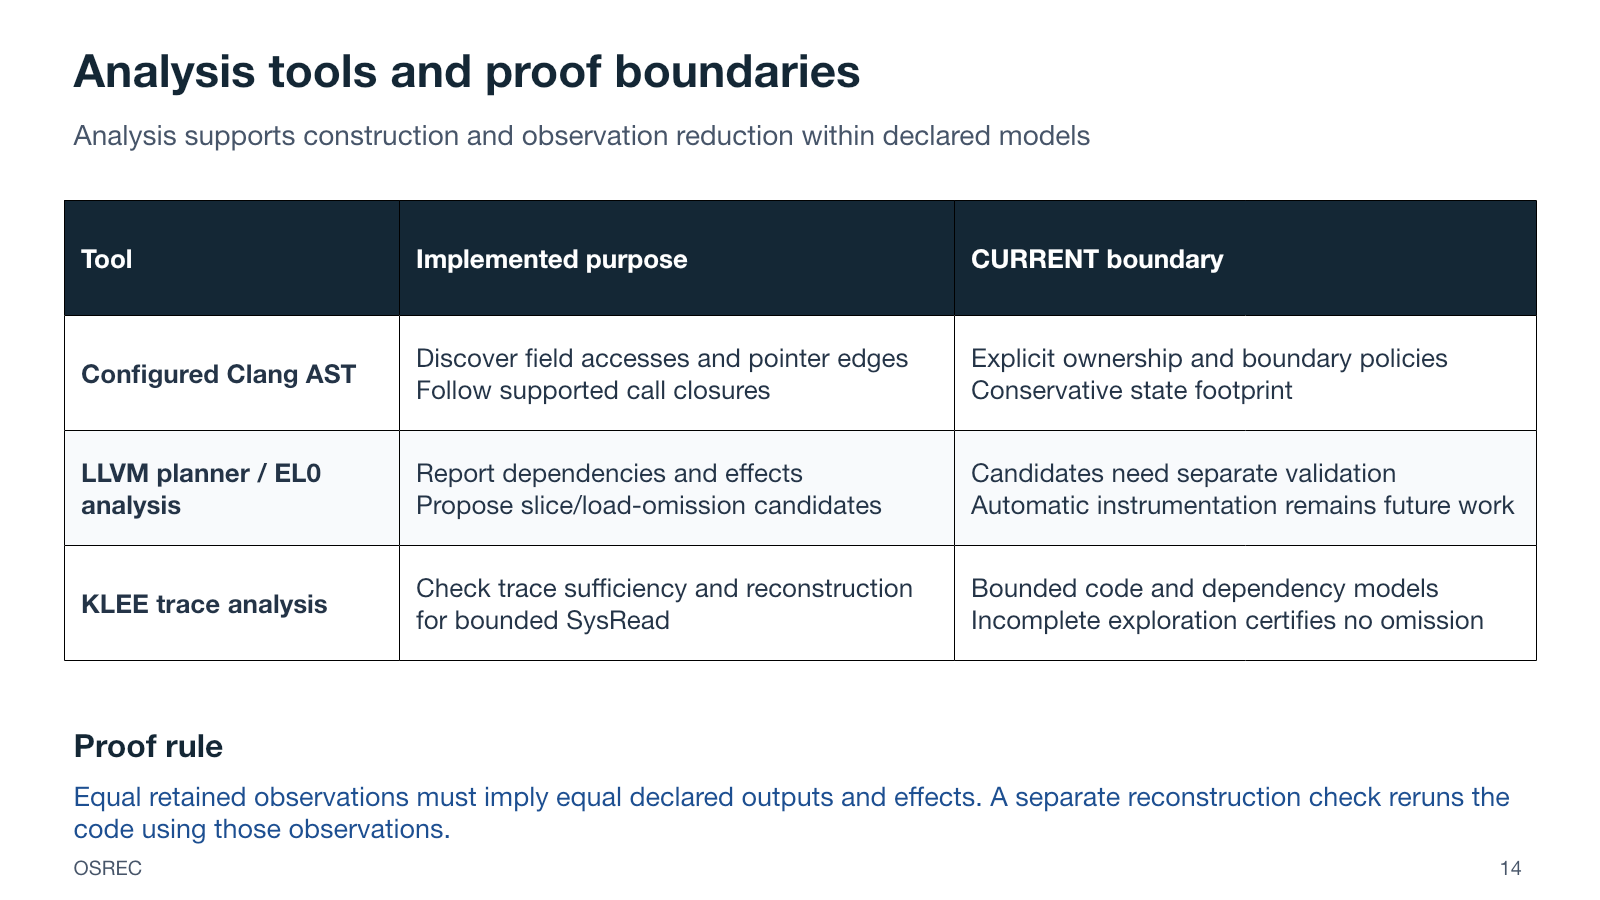 Analysis tools and proof boundaries
Analysis supports construction and observation reduction within declared models
Tool
Implemented purpose
CURRENT boundary
Configured Clang AST
Discover field accesses and pointer edges
Follow supported call closures
Explicit ownership and boundary policies
Conservative state footprint
LLVM planner / EL0
analysis
Report dependencies and effects
Propose slice/load-omission candidates
Candidates need separate validation
Automatic instrumentation remains future work
KLEE trace analysis
Check trace sufficiency and reconstruction
for bounded SysRead
Bounded code and dependency models
Incomplete exploration certifies no omission
Proof rule
Equal retained observations must imply equal declared outputs and effects. A separate reconstruction check reruns the
code using those observations.
OSREC
14